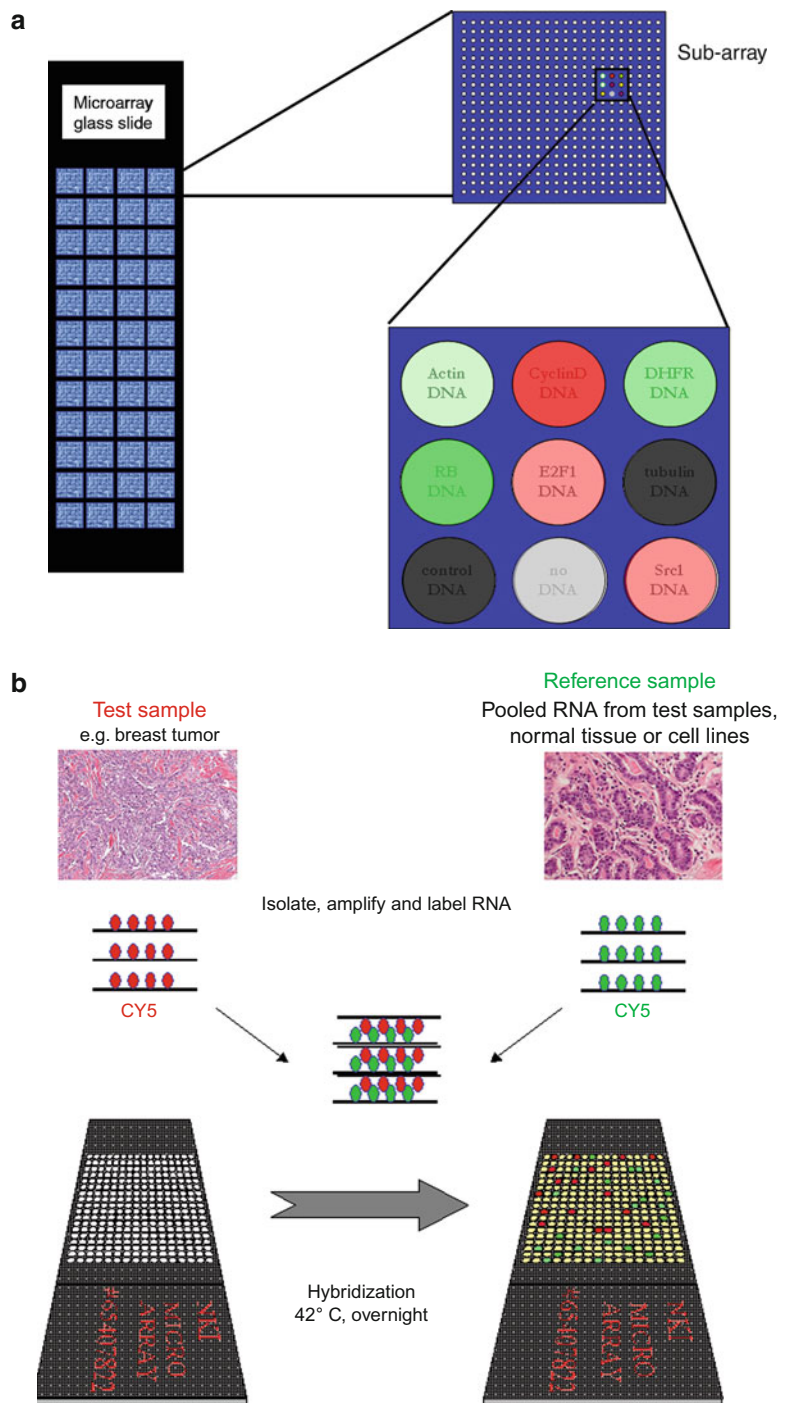 a
Microarray
glass slide
Sub-array
Actin
DNA
CyclinD
DNA
DHFR
DNA
RB
DNA
E2F1
DNA
tubulin
DNA
control
DNA
no
DNA
Src1
DNA
b
Test sample
e.g. breast tumor
Reference sample
Pooled RNA from test samples,
normal tissue or cell lines
Isolate, amplify and label RNA
CY5
CY5
Hybridization
42° C, overnight
NKI
MICRO
ARRAY
#65407822
NKI
MICRO
ARRAY
#65407822